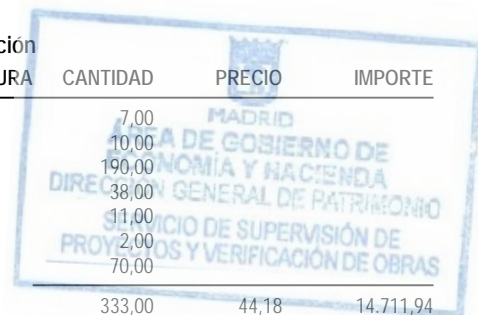 ción
URA CANTIDAD PRECIO IMPORTE
7,00
10,00
190,00
38,00
11,00
2,00
70,00
333,00 44,18 14.711,94
MADRID
ÁREA DE GOBIERNO DE
ECONOMÍA Y HACIENDA
DIRECCIÓN GENERAL DE PATRIMONIO
SERVICIO DE SUPERVISIÓN DE
PROYECTOS Y VERIFICACIÓN DE OBRAS